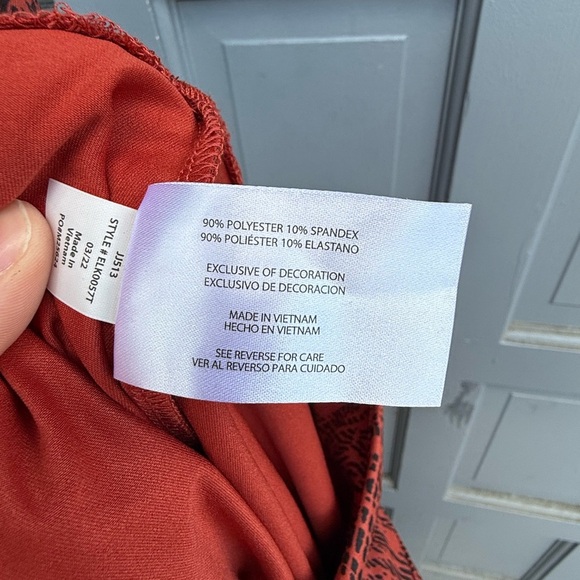 90% POLYESTER 10% SPANDEX
90% POLIÉSTER 10% ELASTANO
EXCLUSIVE OF DECORATION
EXCLUSIVO DE DECORACION
MADE IN VIETNAM
HECHO EN VIETNAM
SEE REVERSE FOR CARE
VER AL REVERSO PARA CUIDADO
JJ513
STYLE # ELK0057T
03/22
Made In
Vietnam